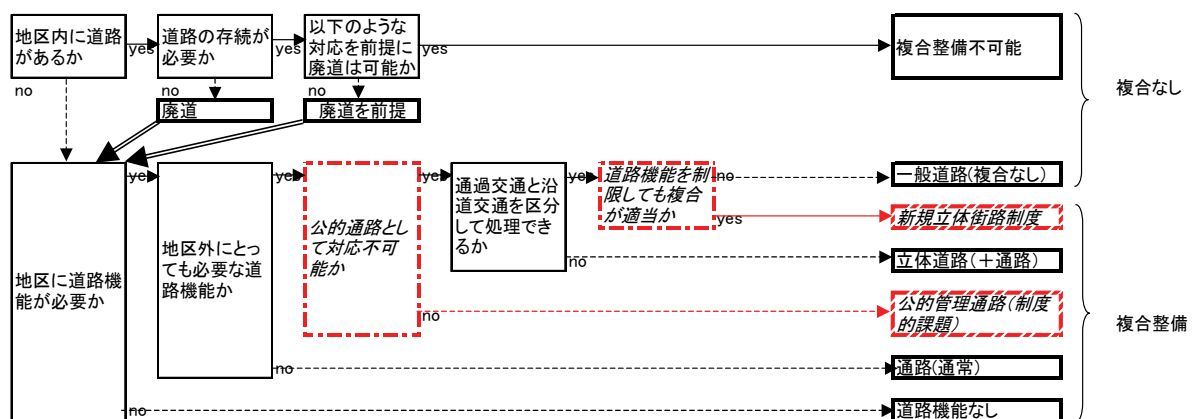 地区内に道路
があるか
yes
道路の存続が
必要か
yes
以下のような
対応を前提に
廃道は可能か
yes
複合整備不可能
no
no
no
廃道
廃道を前提
複合なし
地区に道路機
能が必要か
yes
地区外にとっ
ても必要な道
路機能か
yes
公的通路とし
て対応不可
能か
yes
通過交通と沿
道交通を区分
して処理でき
るか
yes
道路機能を制
限しても複合
が適当か
no
一般道路(複合なし)
yes
新規立体街路制度
no
立体道路(＋通路)
no
公的管理通路(制度
的課題)
複合整備
no
通路(通常)
no
道路機能なし